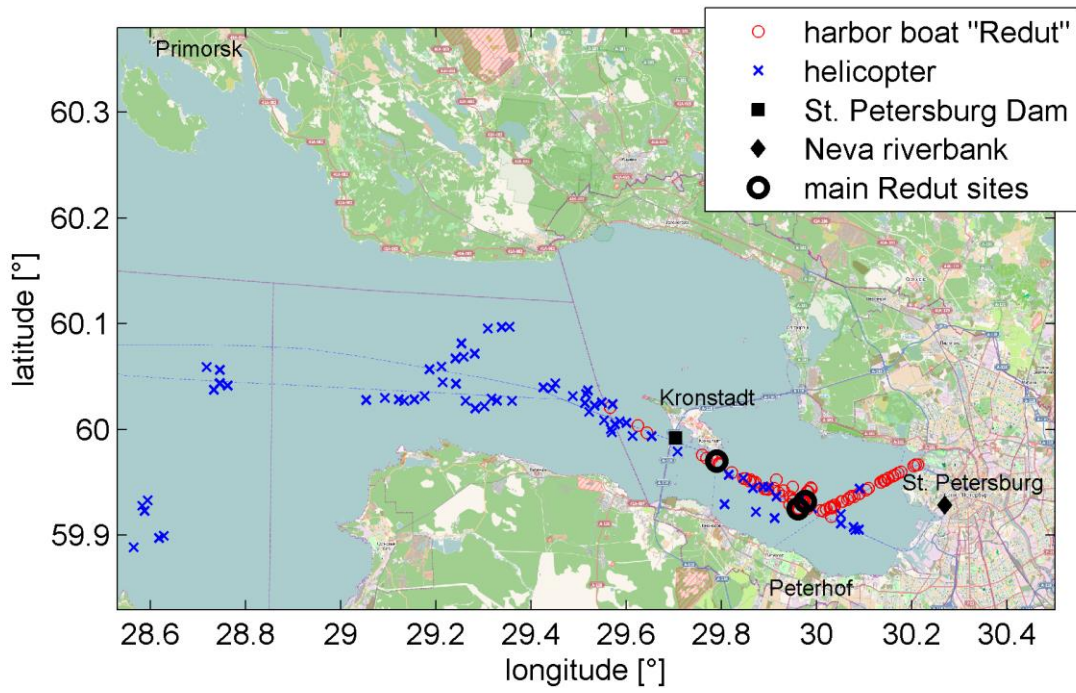 Primorsk
harbor boat "Redut"
helicopter
St. Petersburg Dam
Neva riverbank
main Redut sites
60.3
60.2
60.1
60
59.9
latitude [°]
Kronstadt
St. Petersburg
Peterhof
28.6
28.8
29
29.2
29.4
29.6
29.8
30
30.2
30.4
longitude [°]